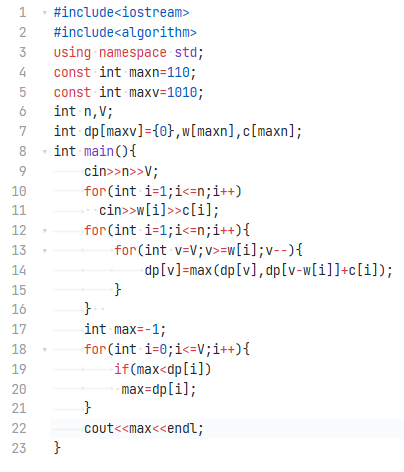 1 #include<iostream>
2 #include<algorithm>
3 using namespace std;
4 const int maxn=110;
5 const int maxv=1010;
6 int n,V;
7 int dp[maxv]={0},w[maxn],c[maxn];
8 int main(){
9     cin>>n>>V;
10     for(int i=1;i<=n;i++)
11       cin>>w[i]>>c[i];
12     for(int i=1;i<=n;i++){
13         for(int v=V;v>=w[i];v--){
14             dp[v]=max(dp[v],dp[v-w[i]]+c[i]);
15         }
16     }
17     int max=-1;
18     for(int i=0;i<=V;i++){
19         if(max<dp[i])
20          max=dp[i];
21     }
22     cout<<max<<endl;
23 }